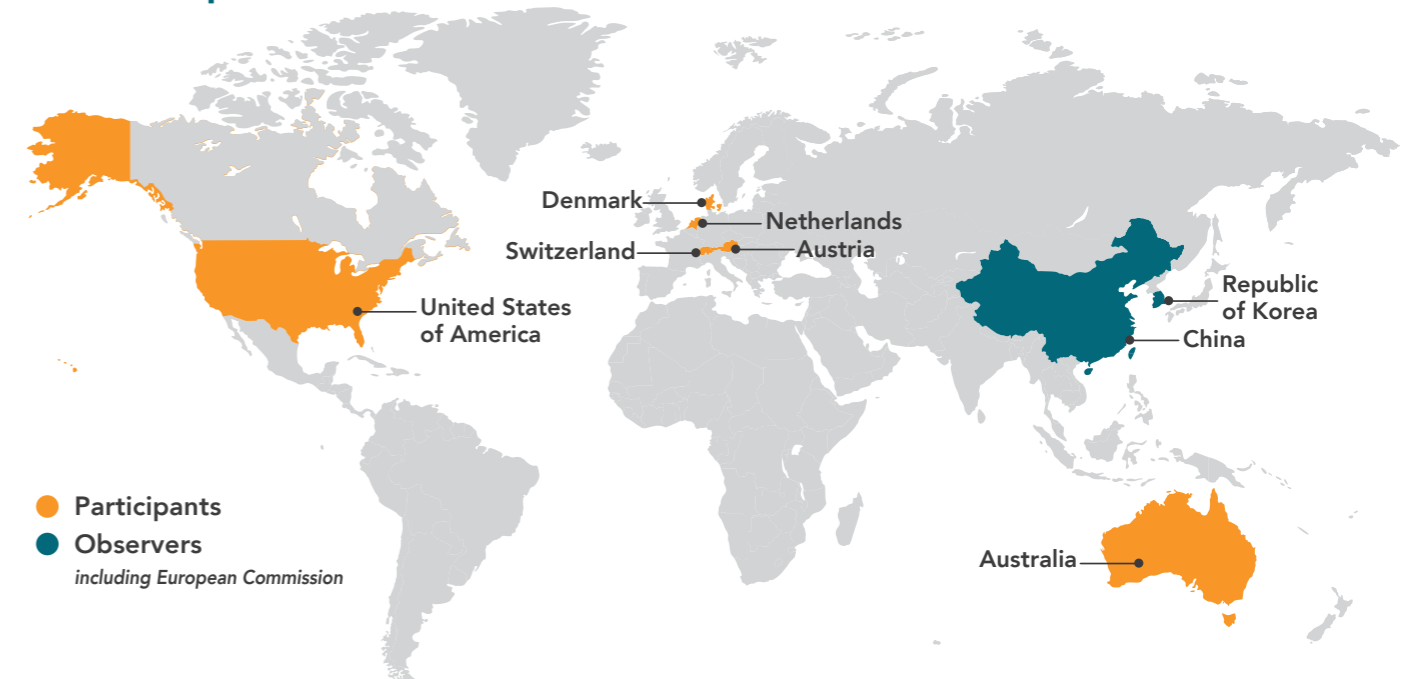 Denmark
Netherlands
Switzerland
Austria
United States
of America
Republic
of Korea
China
Participants
Observers
including European Commission
Australia